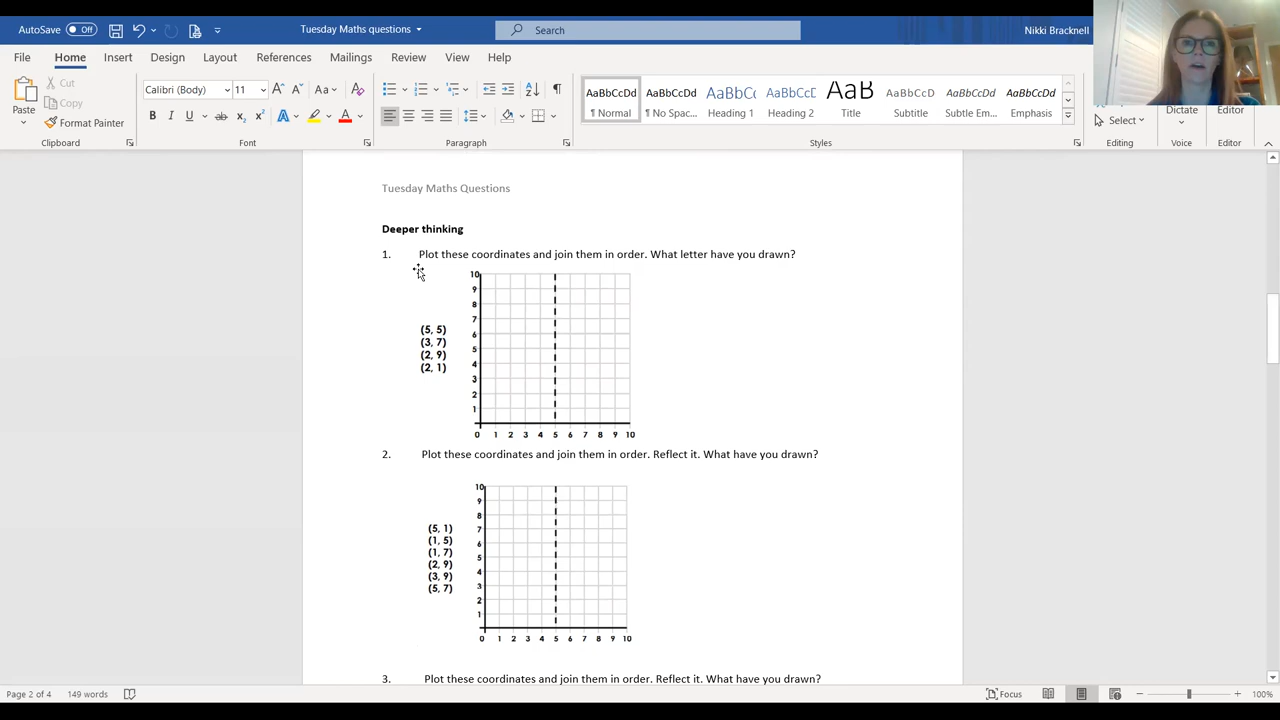 AutoSave Off Tuesday Maths questions Search Nikki Bracknell
File Home Insert Design Layout References Mailings Review View Help
Paste Cut Copy Format Painter
Calibri (Body) 11 A A Aa
B I U ab x₂ x² A A
AaBbCcDd AaBbCcDd AaBbCc AaBbCcC AaB AaBbCcD AaBbCcDd AaBbCcDd
¶ Normal ¶ No Spac... Heading 1 Heading 2 Title Subtitle Subtle Em... Emphasis
Select Dictate Editor
Clipboard Font Paragraph Styles Editing Voice Editor
Tuesday Maths Questions
Deeper thinking
1. Plot these coordinates and join them in order. What letter have you drawn?
(5, 5)
(3, 7)
(2, 9)
(2, 1)
10
9
8
7
6
5
4
3
2
1
0 1 2 3 4 5 6 7 8 9 10
2. Plot these coordinates and join them in order. Reflect it. What have you drawn?
(5, 1)
(1, 5)
(1, 7)
(2, 9)
(3, 9)
(5, 7)
10
9
8
7
6
5
4
3
2
1
0 1 2 3 4 5 6 7 8 9 10
3. Plot these coordinates and join them in order. Reflect it. What have you drawn?
Page 2 of 4 149 words Focus 100%